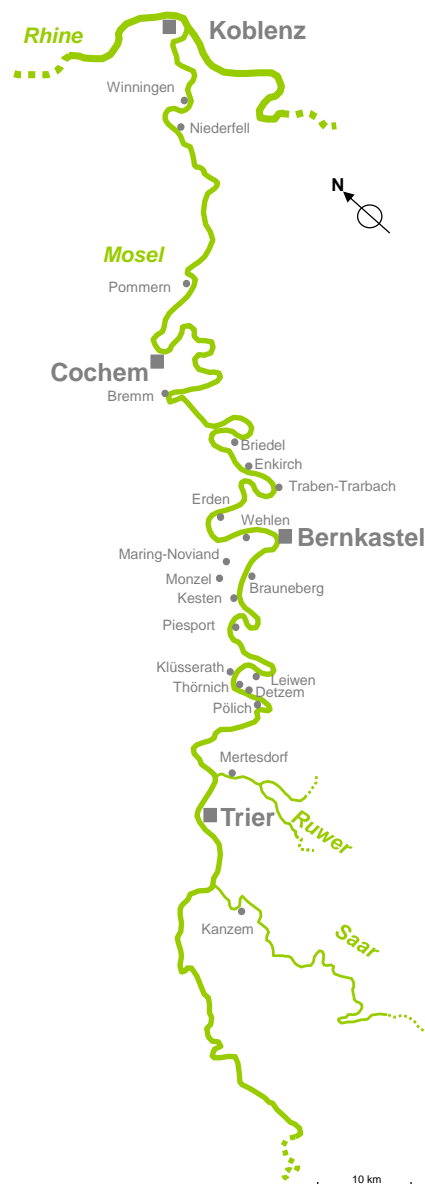 Koblenz
Rhine
Winningen
Niederfell
N
Mosel
Pommern
Cochem
Bremm
Briedel
Enkirch
Traben-Trarbach
Erden
Wehlen
Bernkastel
Maring-Noviand
Monzel
Brauneberg
Kesten
Piesport
Klüsserath
Leiwen
Thörnich
Detzem
Pölich
Mertesdorf
Trier
Ruwer
Kanzem
Saar
10 km